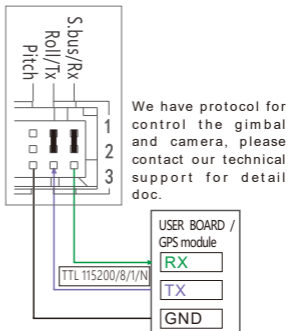 S.bus/Rx
Roll/Tx
Pitch
1
2
3
We have protocol for
control the gimbal
and camera, please
contact our technical
support for detail
doc.
USER BOARD /
GPS module
RX
TTL 115200/8/1/N
TX
GND